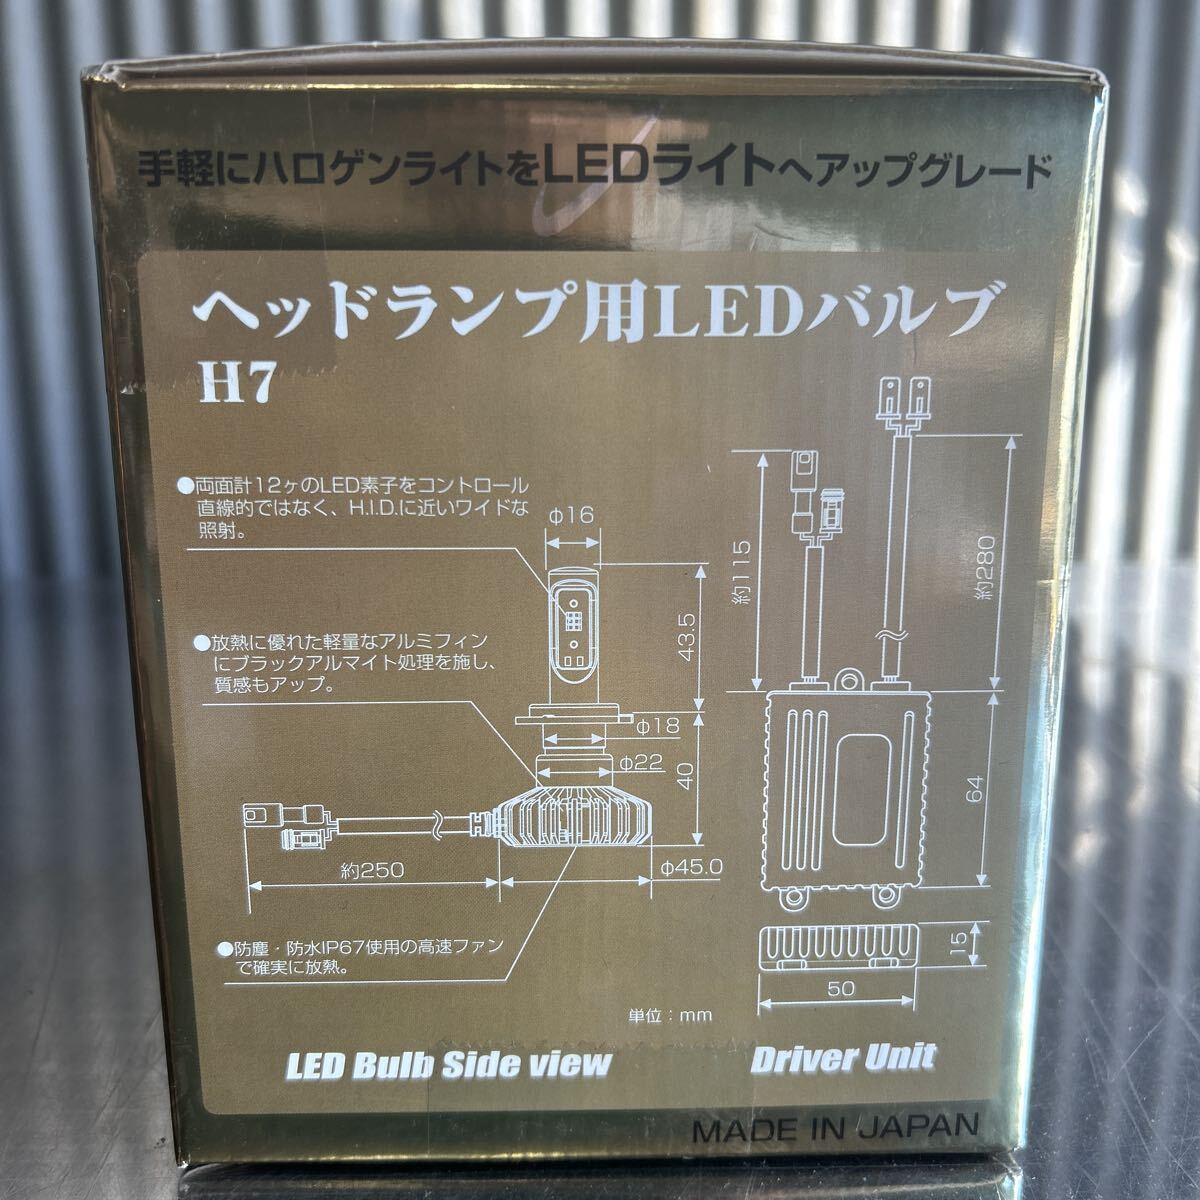 手軽にハロゲンライトをLEDライトへアップグレード
ヘッドランプ用LEDバルブ
H7
●両面計12ヶのLED素子をコントロール
直線的ではなく、H.I.D.に近いワイドな
照射。
φ16
約115
約280
43.5
●放熱に優れた軽量なアルミフィン
にブラックアルマイト処理を施し、
質感もアップ。
φ18
φ22
40
64
約250
φ45.0
●防塵・防水IP67使用の高速ファン
で確実に放熱。
15
50
単位：mm
LED Bulb Side view
Driver Unit
MADE IN JAPAN